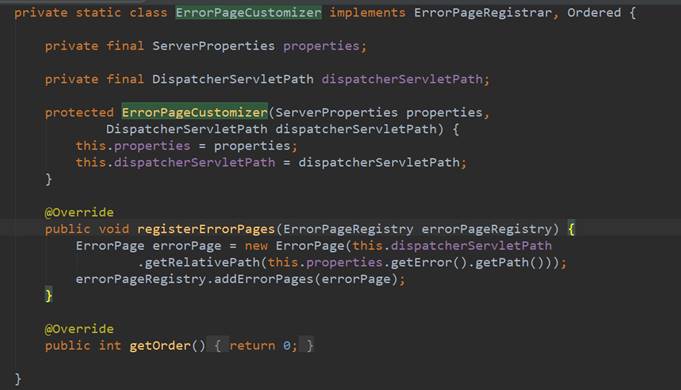 private static class ErrorPageCustomizer implements ErrorPageRegistrar, Ordered {
private final ServerProperties properties;
private final DispatcherServletPath dispatcherServletPath;
protected ErrorPageCustomizer(ServerProperties properties,
DispatcherServletPath dispatcherServletPath) {
this.properties = properties;
this.dispatcherServletPath = dispatcherServletPath;
}
@Override
public void registerErrorPages(ErrorPageRegistry errorPageRegistry) {
ErrorPage errorPage = new ErrorPage(this.dispatcherServletPath
.getRelativePath(this.properties.getError().getPath()));
errorPageRegistry.addErrorPages(errorPage);
}
@Override
public int getOrder() { return 0; }
}